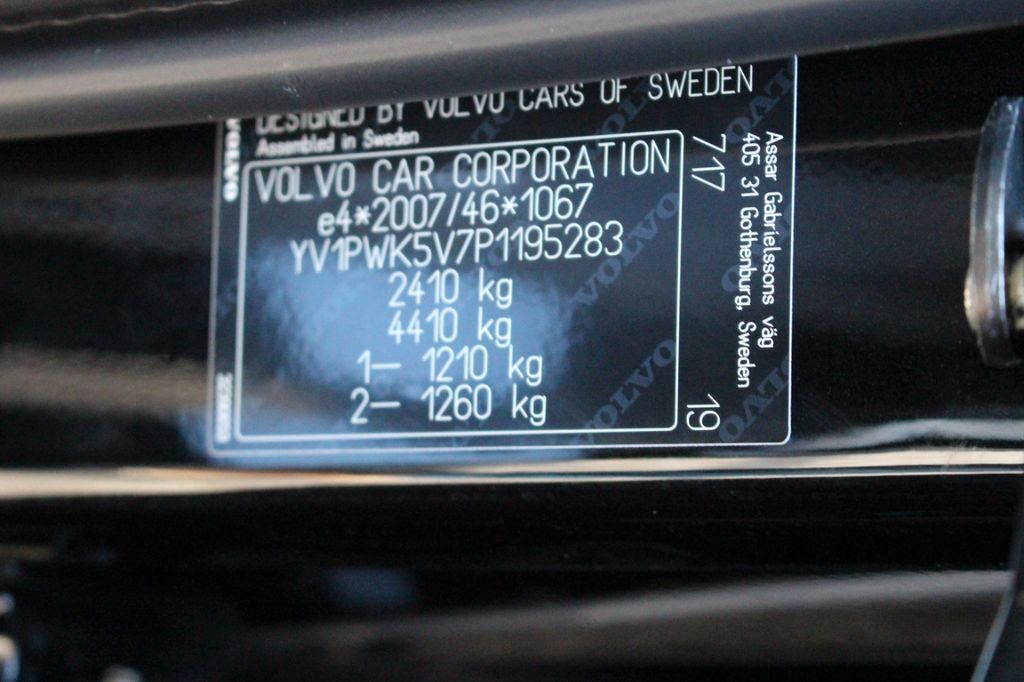 DESIGNED BY VOLVO CARS OF SWEDEN
Assembled in Sweden
VOLVO
VOLVO CAR CORPORATION
e4*2007/46*1067
YV1PWK5V7P1195283
2410 kg
4410 kg
1– 1210 kg
2– 1260 kg
717
19
Assar Gabrielssons väg
405 31 Gothenburg, Sweden